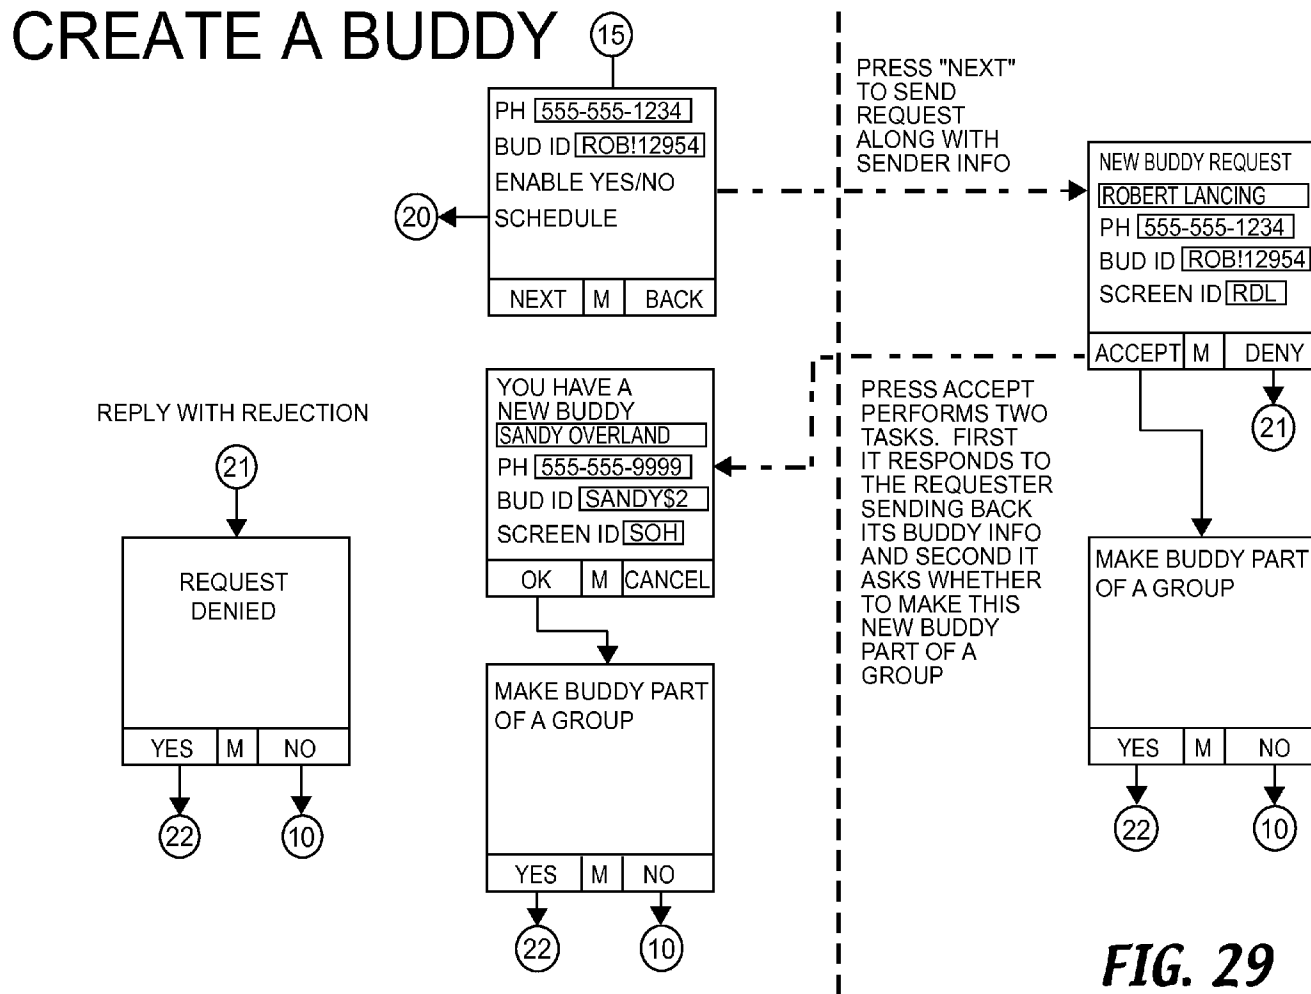 CREATE A BUDDY
15
PH 555-555-1234
BUD ID ROB!12954
ENABLE YES/NO
SCHEDULE
20
NEXT M BACK
PRESS "NEXT"
TO SEND
REQUEST
ALONG WITH
SENDER INFO
NEW BUDDY REQUEST
ROBERT LANCING
PH 555-555-1234
BUD ID ROB!12954
SCREEN ID RDL
ACCEPT M DENY
21
REPLY WITH REJECTION
21
REQUEST
DENIED
YES M NO
22 10
YOU HAVE A
NEW BUDDY
SANDY OVERLAND
PH 555-555-9999
BUD ID SANDY$2
SCREEN ID SOH
OK M CANCEL
MAKE BUDDY PART
OF A GROUP
YES M NO
22 10
PRESS ACCEPT
PERFORMS TWO
TASKS. FIRST
IT RESPONDS TO
THE REQUESTER
SENDING BACK
ITS BUDDY INFO
AND SECOND IT
ASKS WHETHER
TO MAKE THIS
NEW BUDDY
PART OF A
GROUP
MAKE BUDDY PART
OF A GROUP
YES M NO
22 10
FIG. 29